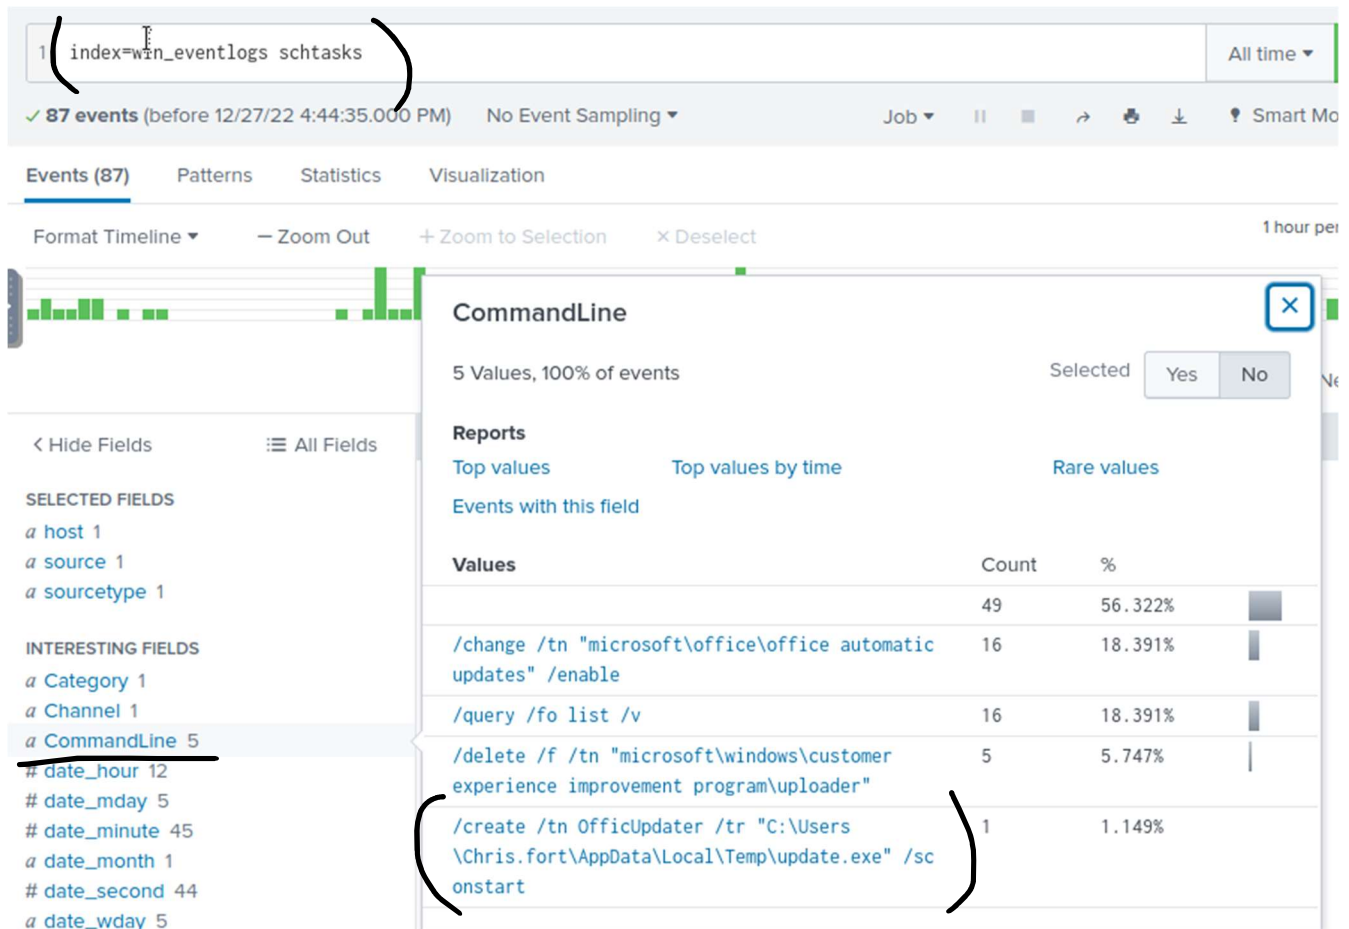 1 index=win_eventlogs schtasks
All time
87 events (before 12/27/22 4:44:35.000 PM) No Event Sampling Job Smart Mo
Events (87) Patterns Statistics Visualization
Format Timeline — Zoom Out + Zoom to Selection × Deselect
1 hour per
CommandLine
5 Values, 100% of events
Selected Yes No
Reports
Top values Top values by time Rare values
Events with this field
Values Count %
49 56.322%
/change /tn "microsoft\office\office automatic
updates" /enable
16 18.391%
/query /fo list /v 16 18.391%
/delete /f /tn "microsoft\windows\customer
experience improvement program\uploader"
5 5.747%
/create /tn OfficUpdater /tr "C:\Users
\Chris.fort\AppData\Local\Temp\update.exe" /sc
onstart
1 1.149%
< Hide Fields All Fields
SELECTED FIELDS
a host 1
a source 1
a sourcetype 1
INTERESTING FIELDS
a Category 1
a Channel 1
a CommandLine 5
# date_hour 12
# date_mday 5
# date_minute 45
a date_month 1
# date_second 44
a date_wday 5